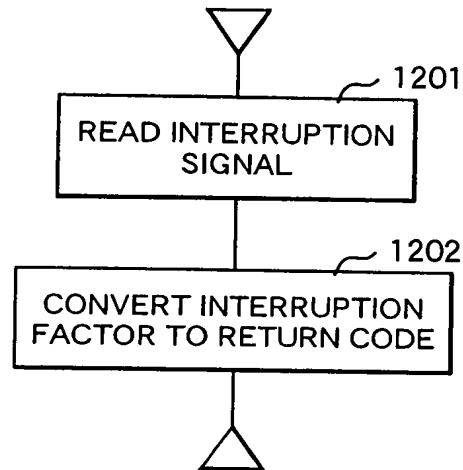 1201
READ INTERRUPTION
SIGNAL
1202
CONVERT INTERRUPTION
FACTOR TO RETURN CODE